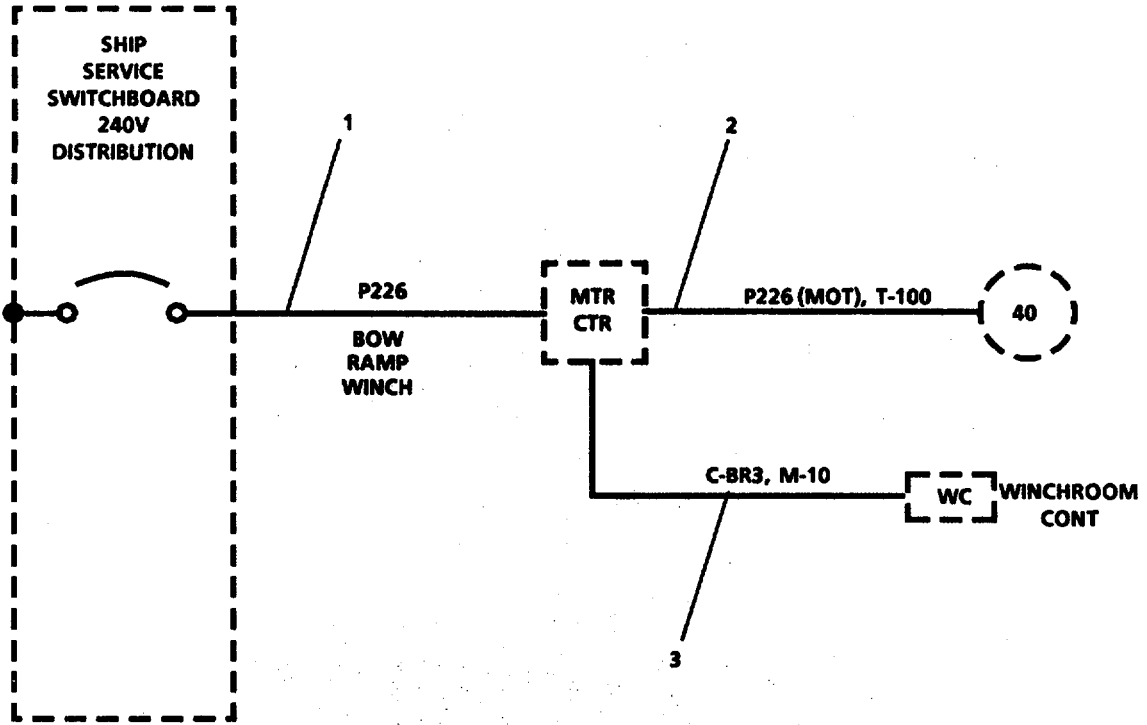 SHIP
SERVICE
SWITCHBOARD
240V
DISTRIBUTION
1
2
P226
BOW
RAMP
WINCH
MTR
CTR
P226 (MOT), T-100
40
C-BR3, M-10
WC
WINCHROOM
CONT
3